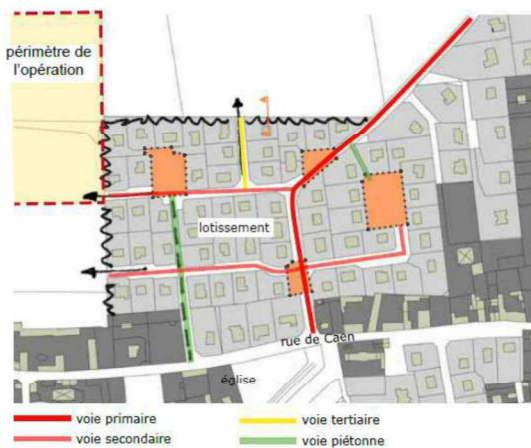 périmètre de
l'opération
lotissement
rue de Caen
église
voie primaire
voie tertiaire
voie secondaire
voie piétonne